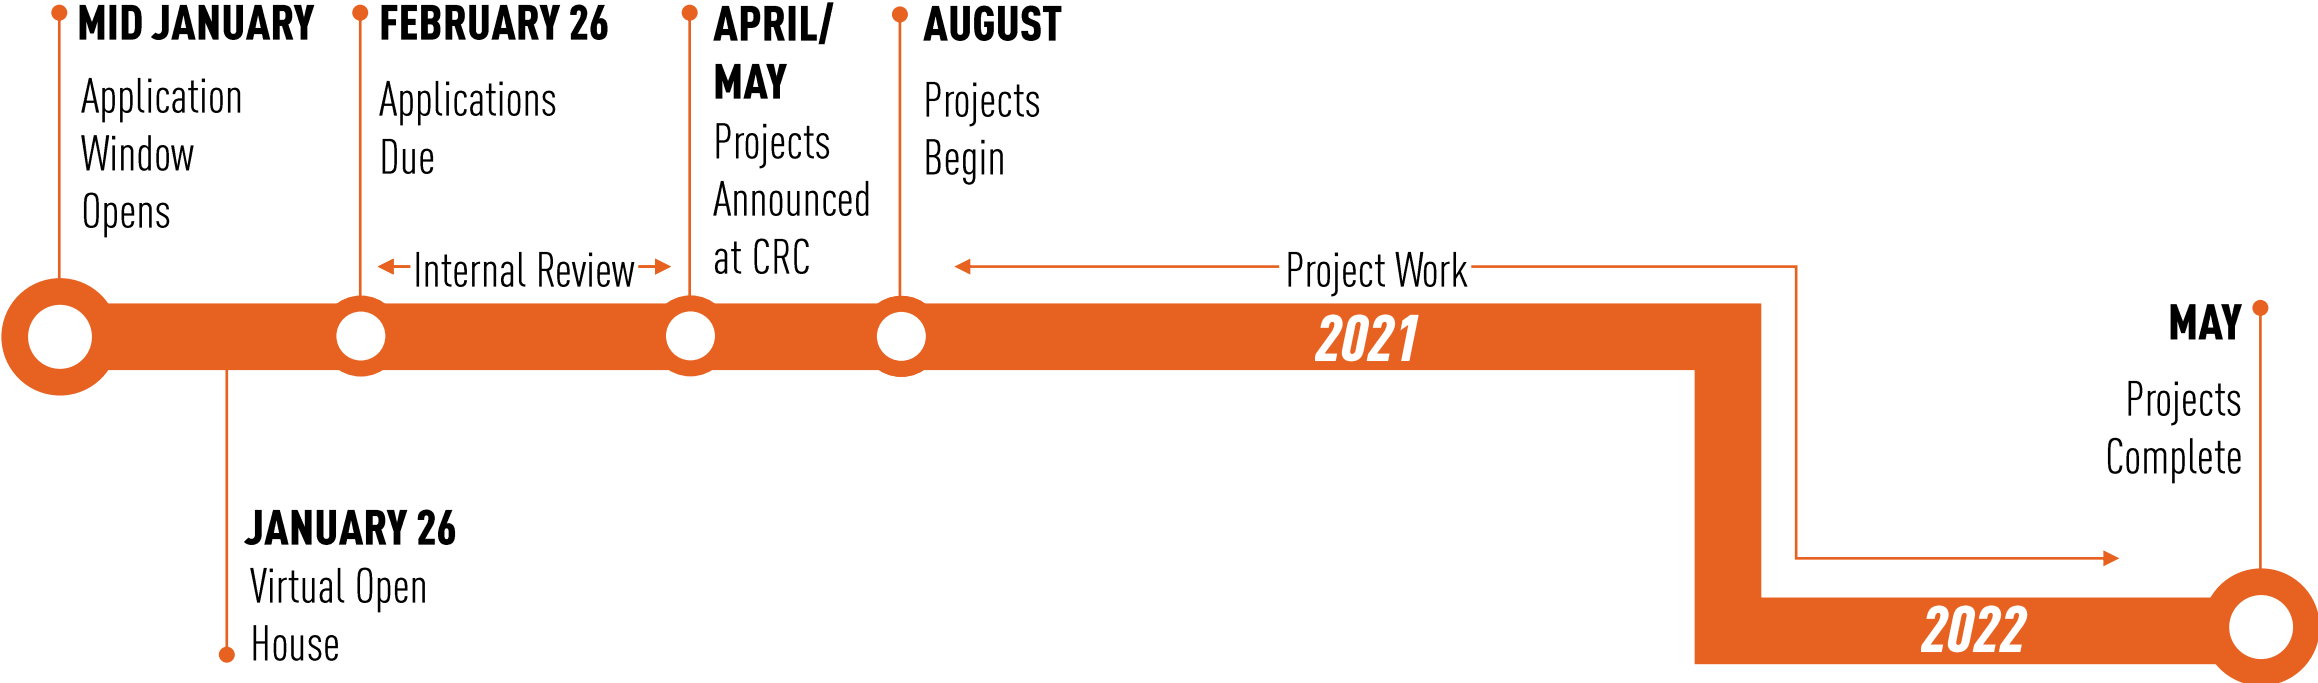 MID JANUARY
Application
Window
Opens
FEBRUARY 26
Applications
Due
APRIL/
MAY
Projects
Announced
at CRC
AUGUST
Projects
Begin
Internal Review
Project Work
2021
JANUARY 26
Virtual Open
House
MAY
Projects
Complete
2022